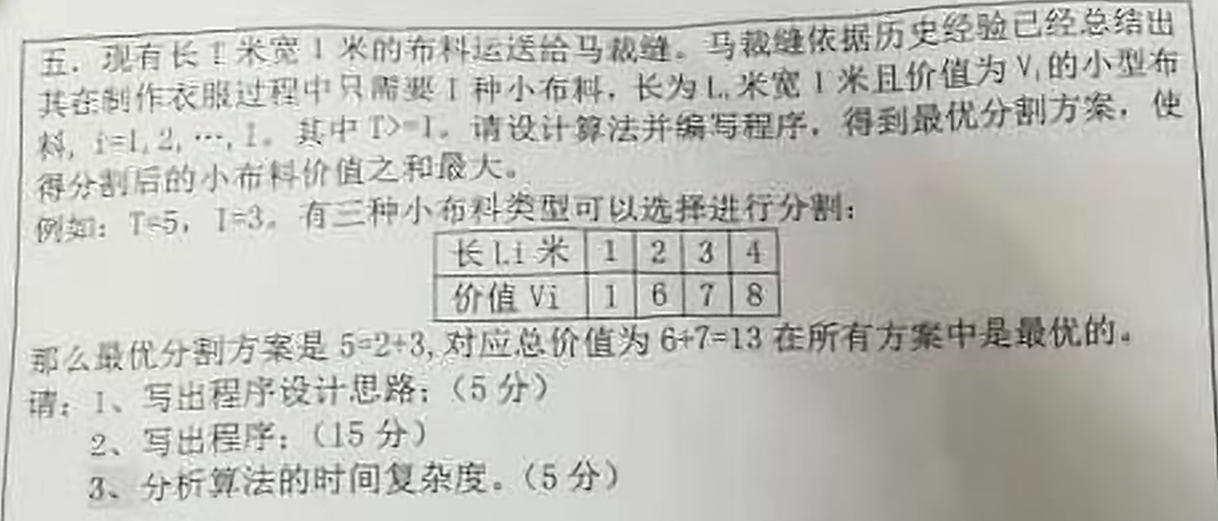 五. 现有长 T 米宽 1 米的布料运送给马裁缝。马裁缝依据历史经验已经总结出
其在制作衣服过程中只需要 I 种小布料,长为 L. 米宽 1 米且价值为 Vi 的小型布
料, i=1, 2, …, I。其中 T>=I。请设计算法并编写程序,得到最优分割方案,使
得分割后的小布料价值之和最大。
例如:T=5, I=3。有三种小布料类型可以选择进行分割:
长 Li 米 1 2 3 4
价值 Vi 1 6 7 8
那么最优分割方案是 5=2+3, 对应总价值为 6+7=13 在所有方案中是最优的。
请:1、写出程序设计思路;(5 分)
2、写出程序;(15 分)
3、分析算法的时间复杂度。(5 分)